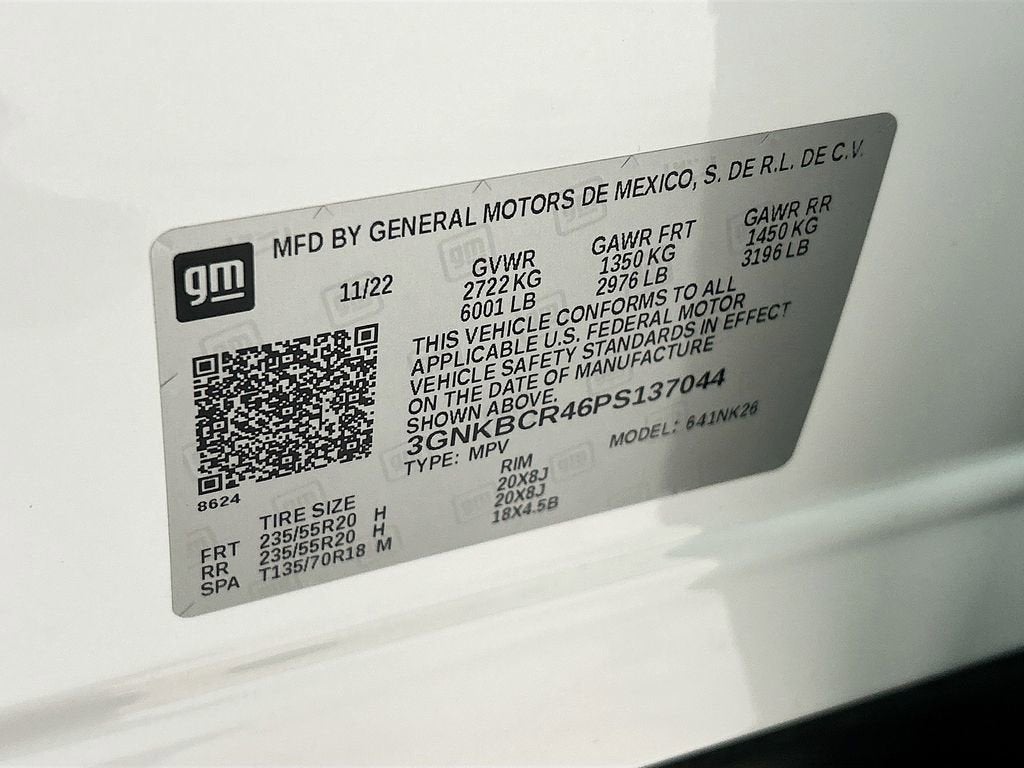 gm
MFD BY GENERAL MOTORS DE MEXICO, S. DE R.L. DE C.V.
11/22 GVWR GAWR FRT GAWR RR
2722 KG 1350 KG 1450 KG
6001 LB 2976 LB 3196 LB
THIS VEHICLE CONFORMS TO ALL
APPLICABLE U.S. FEDERAL MOTOR
VEHICLE SAFETY STANDARDS IN EFFECT
ON THE DATE OF MANUFACTURE
SHOWN ABOVE.
3GNKBCR46PS137044
TYPE: MPV MODEL: 641NK26
8624
TIRE SIZE RIM
FRT 235/55R20 H 20X8J
RR 235/55R20 H 20X8J
SPA T135/70R18 M 18X4.5B